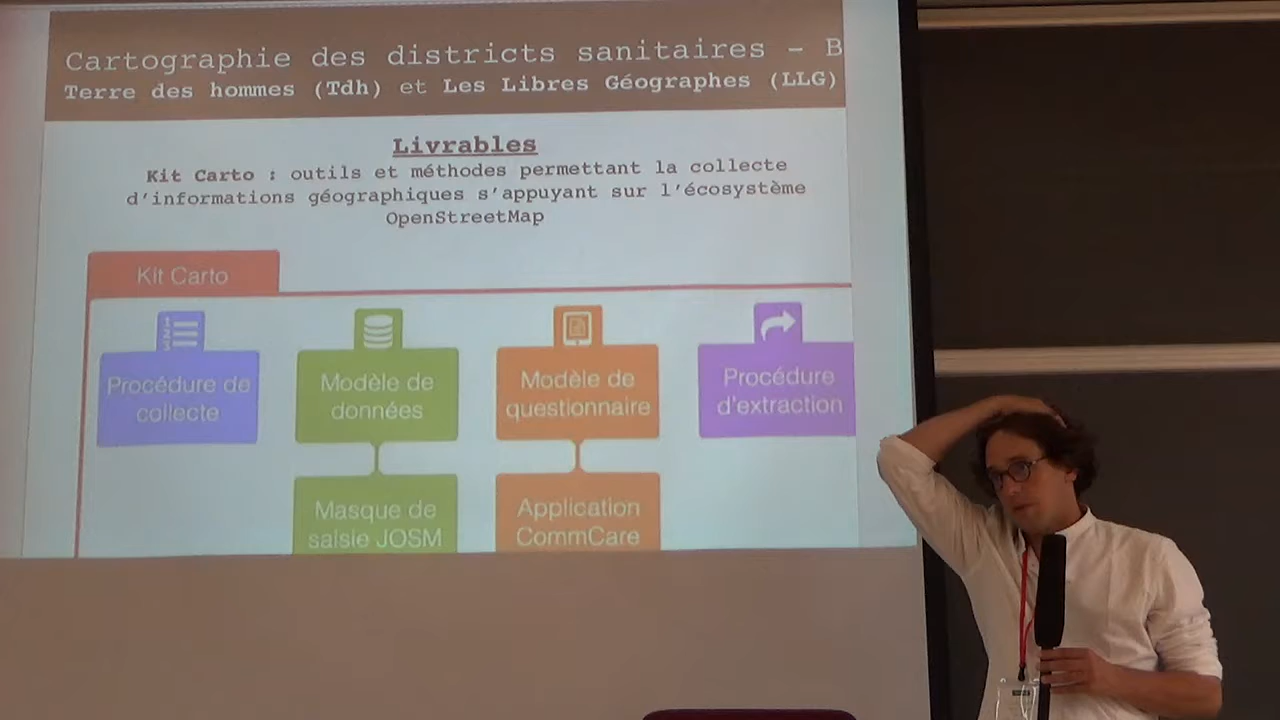 Cartographie des districts sanitaires – B
Terre des hommes (Tdh) et Les Libres Géographes (LLG)
Livrables
Kit Carto : outils et méthodes permettant la collecte
d'informations géographiques s'appuyant sur l'écosystème
OpenStreetMap
Kit Carto
Procédure de
collecte
Modèle de
données
Modèle de
questionnaire
Procédure
d'extraction
Masque de
saisie JOSM
Application
CommCare